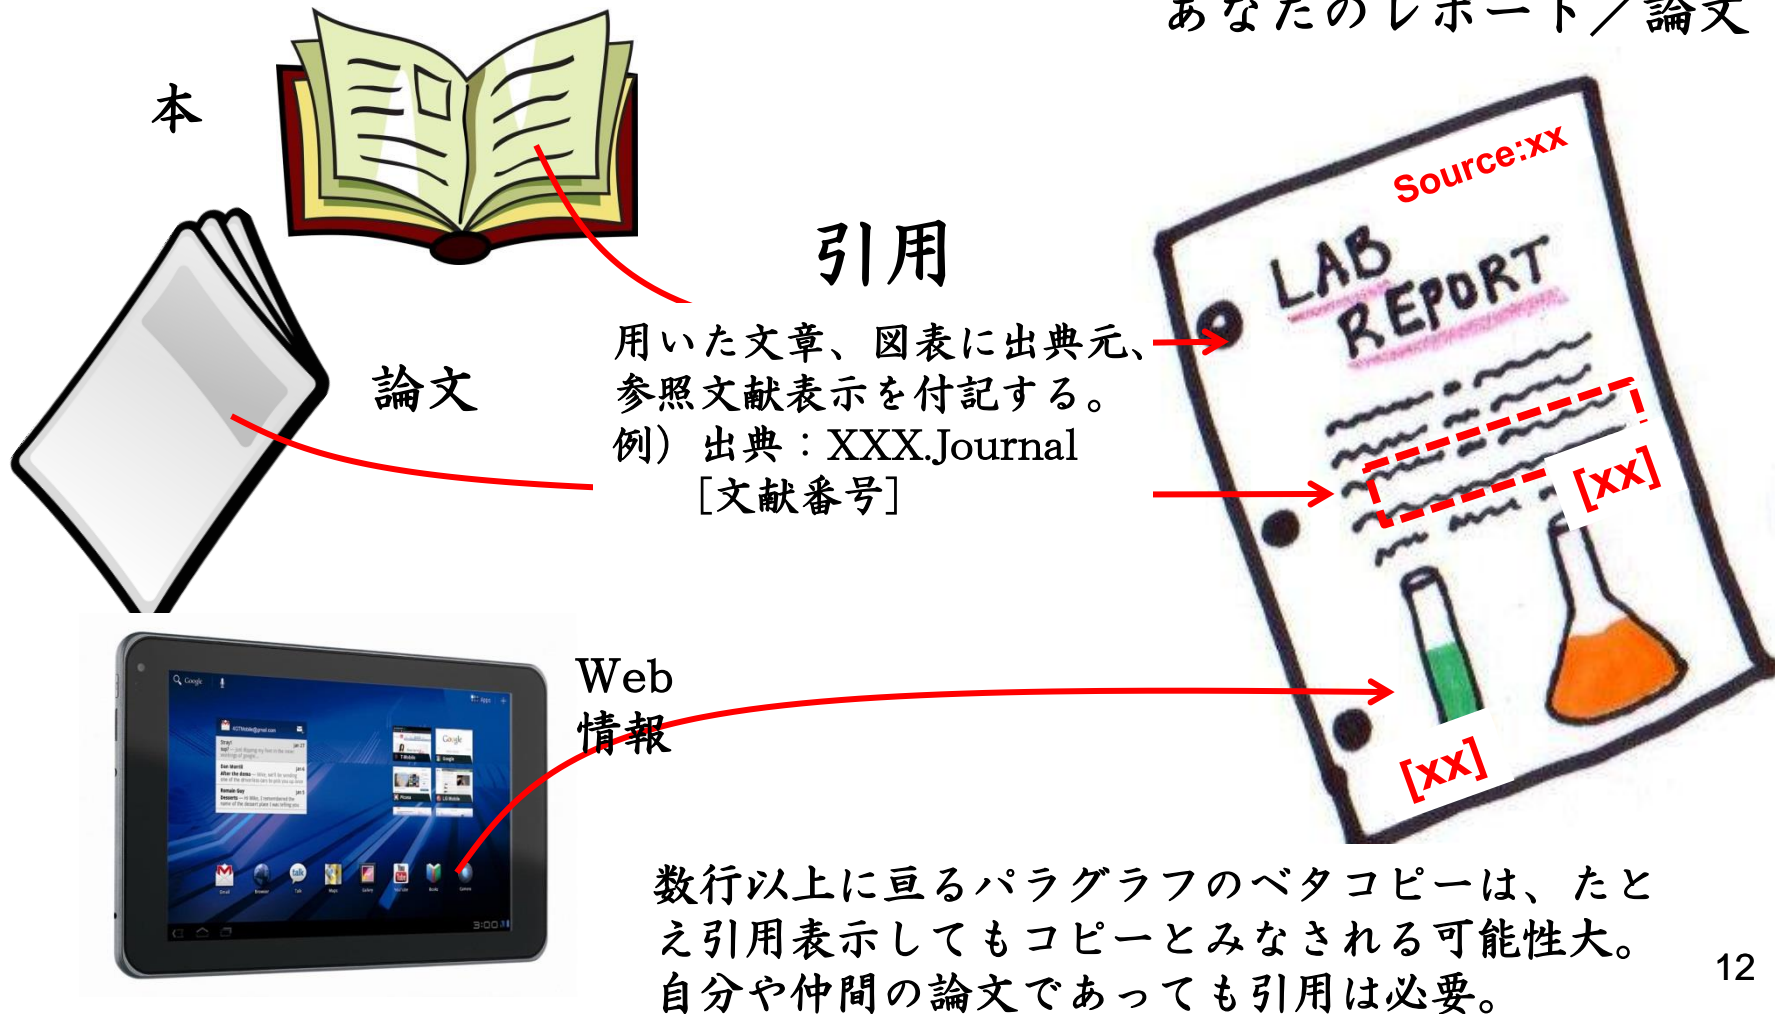 あなたのレポート／論文
本
Source:xx
LAB
REPORT
引用
用いた文章、図表に出典元、
参照文献表示を付記する。
例）出典：XXX.Journal
[文献番号]
論文
[xx]
Web
情報
[xx]
Google
Apps
Google
talk
3:00
数行以上に亘るパラグラフのベタコピーは、たと
え引用表示してもコピーとみなされる可能性大。
自分や仲間の論文であっても引用は必要。
12